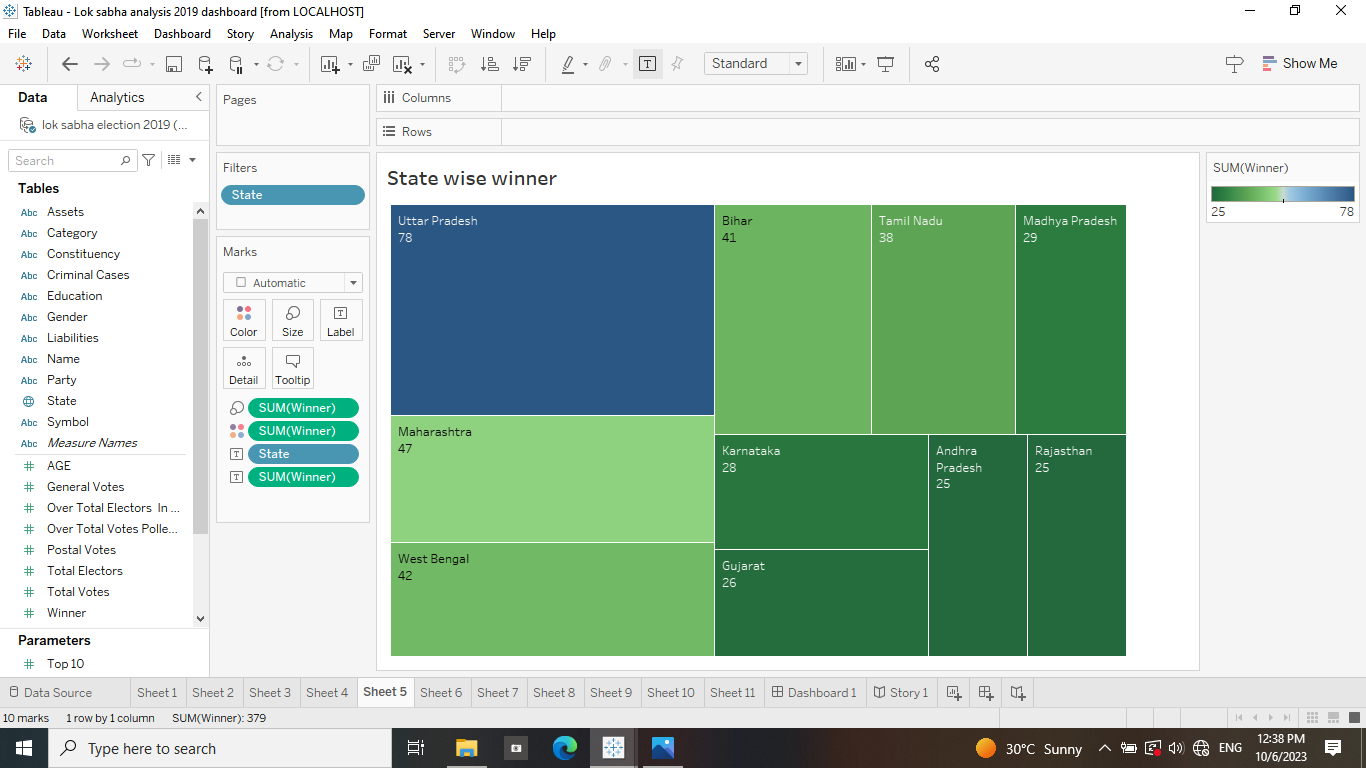 Tableau - Lok sabha analysis 2019 dashboard [from LOCALHOST]
File Data Worksheet Dashboard Story Analysis Map Format Server Window Help
Standard
Show Me
Data Analytics
lok sabha election 2019 (...
Search
Tables
Abc Assets
Abc Category
Abc Constituency
Abc Criminal Cases
Abc Education
Abc Gender
Abc Liabilities
Abc Name
Abc Party
State
Abc Symbol
Abc Measure Names
# AGE
# General Votes
# Over Total Electors In ...
# Over Total Votes Polle...
# Postal Votes
# Total Electors
# Total Votes
# Winner
Parameters
# Top 10
Pages
Filters
State
Marks
Automatic
Color Size T Label
Detail Tooltip
SUM(Winner)
SUM(Winner)
T State
T SUM(Winner)
Columns
Rows
State wise winner
Uttar Pradesh
78
Maharashtra
47
West Bengal
42
Bihar
41
Tamil Nadu
38
Madhya Pradesh
29
Karnataka
28
Gujarat
26
Andhra
Pradesh
25
Rajasthan
25
SUM(Winner)
25 78
Data Source Sheet 1 Sheet 2 Sheet 3 Sheet 4 Sheet 5 Sheet 6 Sheet 7 Sheet 8 Sheet 9 Sheet 10 Sheet 11 Dashboard 1 Story 1
10 marks 1 row by 1 column SUM(Winner): 379
Type here to search
30°C Sunny
ENG
12:38 PM
10/6/2023